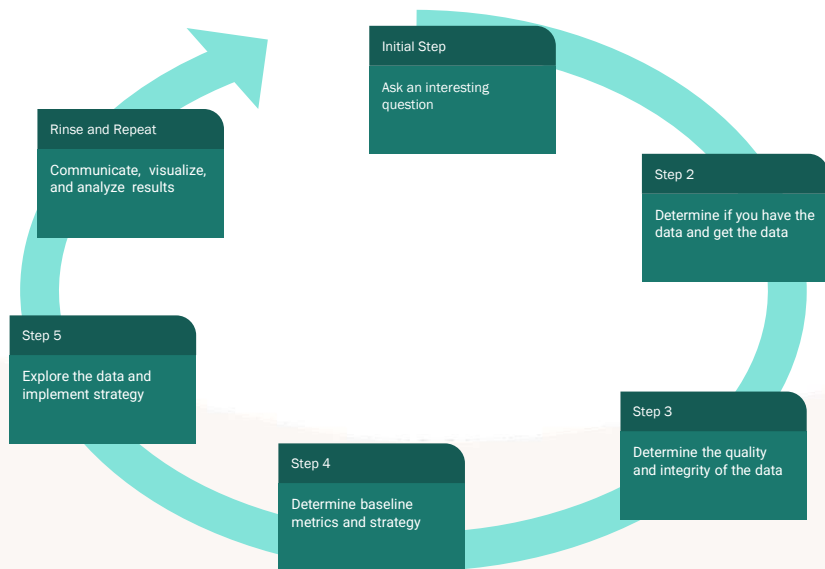 Initial Step
Ask an interesting
question
Step 2
Determine if you have the
data and get the data
Step 3
Determine the quality
and integrity of the data
Step 4
Determine baseline
metrics and strategy
Step 5
Explore the data and
implement strategy
Rinse and Repeat
Communicate, visualize,
and analyze results